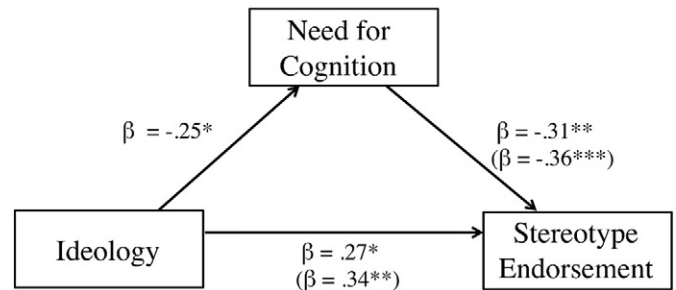 Need for
Cognition
β = -.25*
β = -.31**
(β = -.36***)
Ideology
β = .27*
(β = .34**)
Stereotype
Endorsement